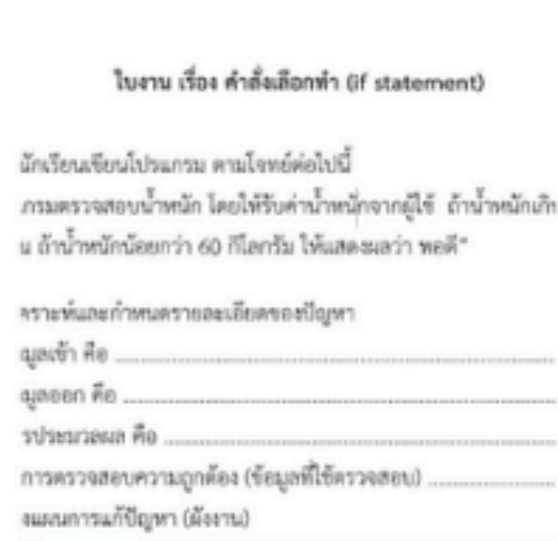 ใบงาน เรื่อง คำสั่งเลือกทำ (if statement)
นักเรียนเขียนโปรแกรม ตามโจทย์ต่อไปนี้
กรมตรวจสอบน้ำหนัก โดยให้รับค่าน้ำหนักจากผู้ใช้ ถ้าน้ำหนักเกิน
น ถ้าน้ำหนักน้อยกว่า 60 กิโลกรัม ให้แสดงผลว่า พอดี"
คราะห์และกำหนดรายละเอียดของปัญหา
มูลเข้า คือ
มูลออก คือ
รประมวลผล คือ
การตรวจสอบความถูกต้อง (ข้อมูลที่ใช้ตรวจสอบ)
งแผนการแก้ปัญหา (ผังงาน)